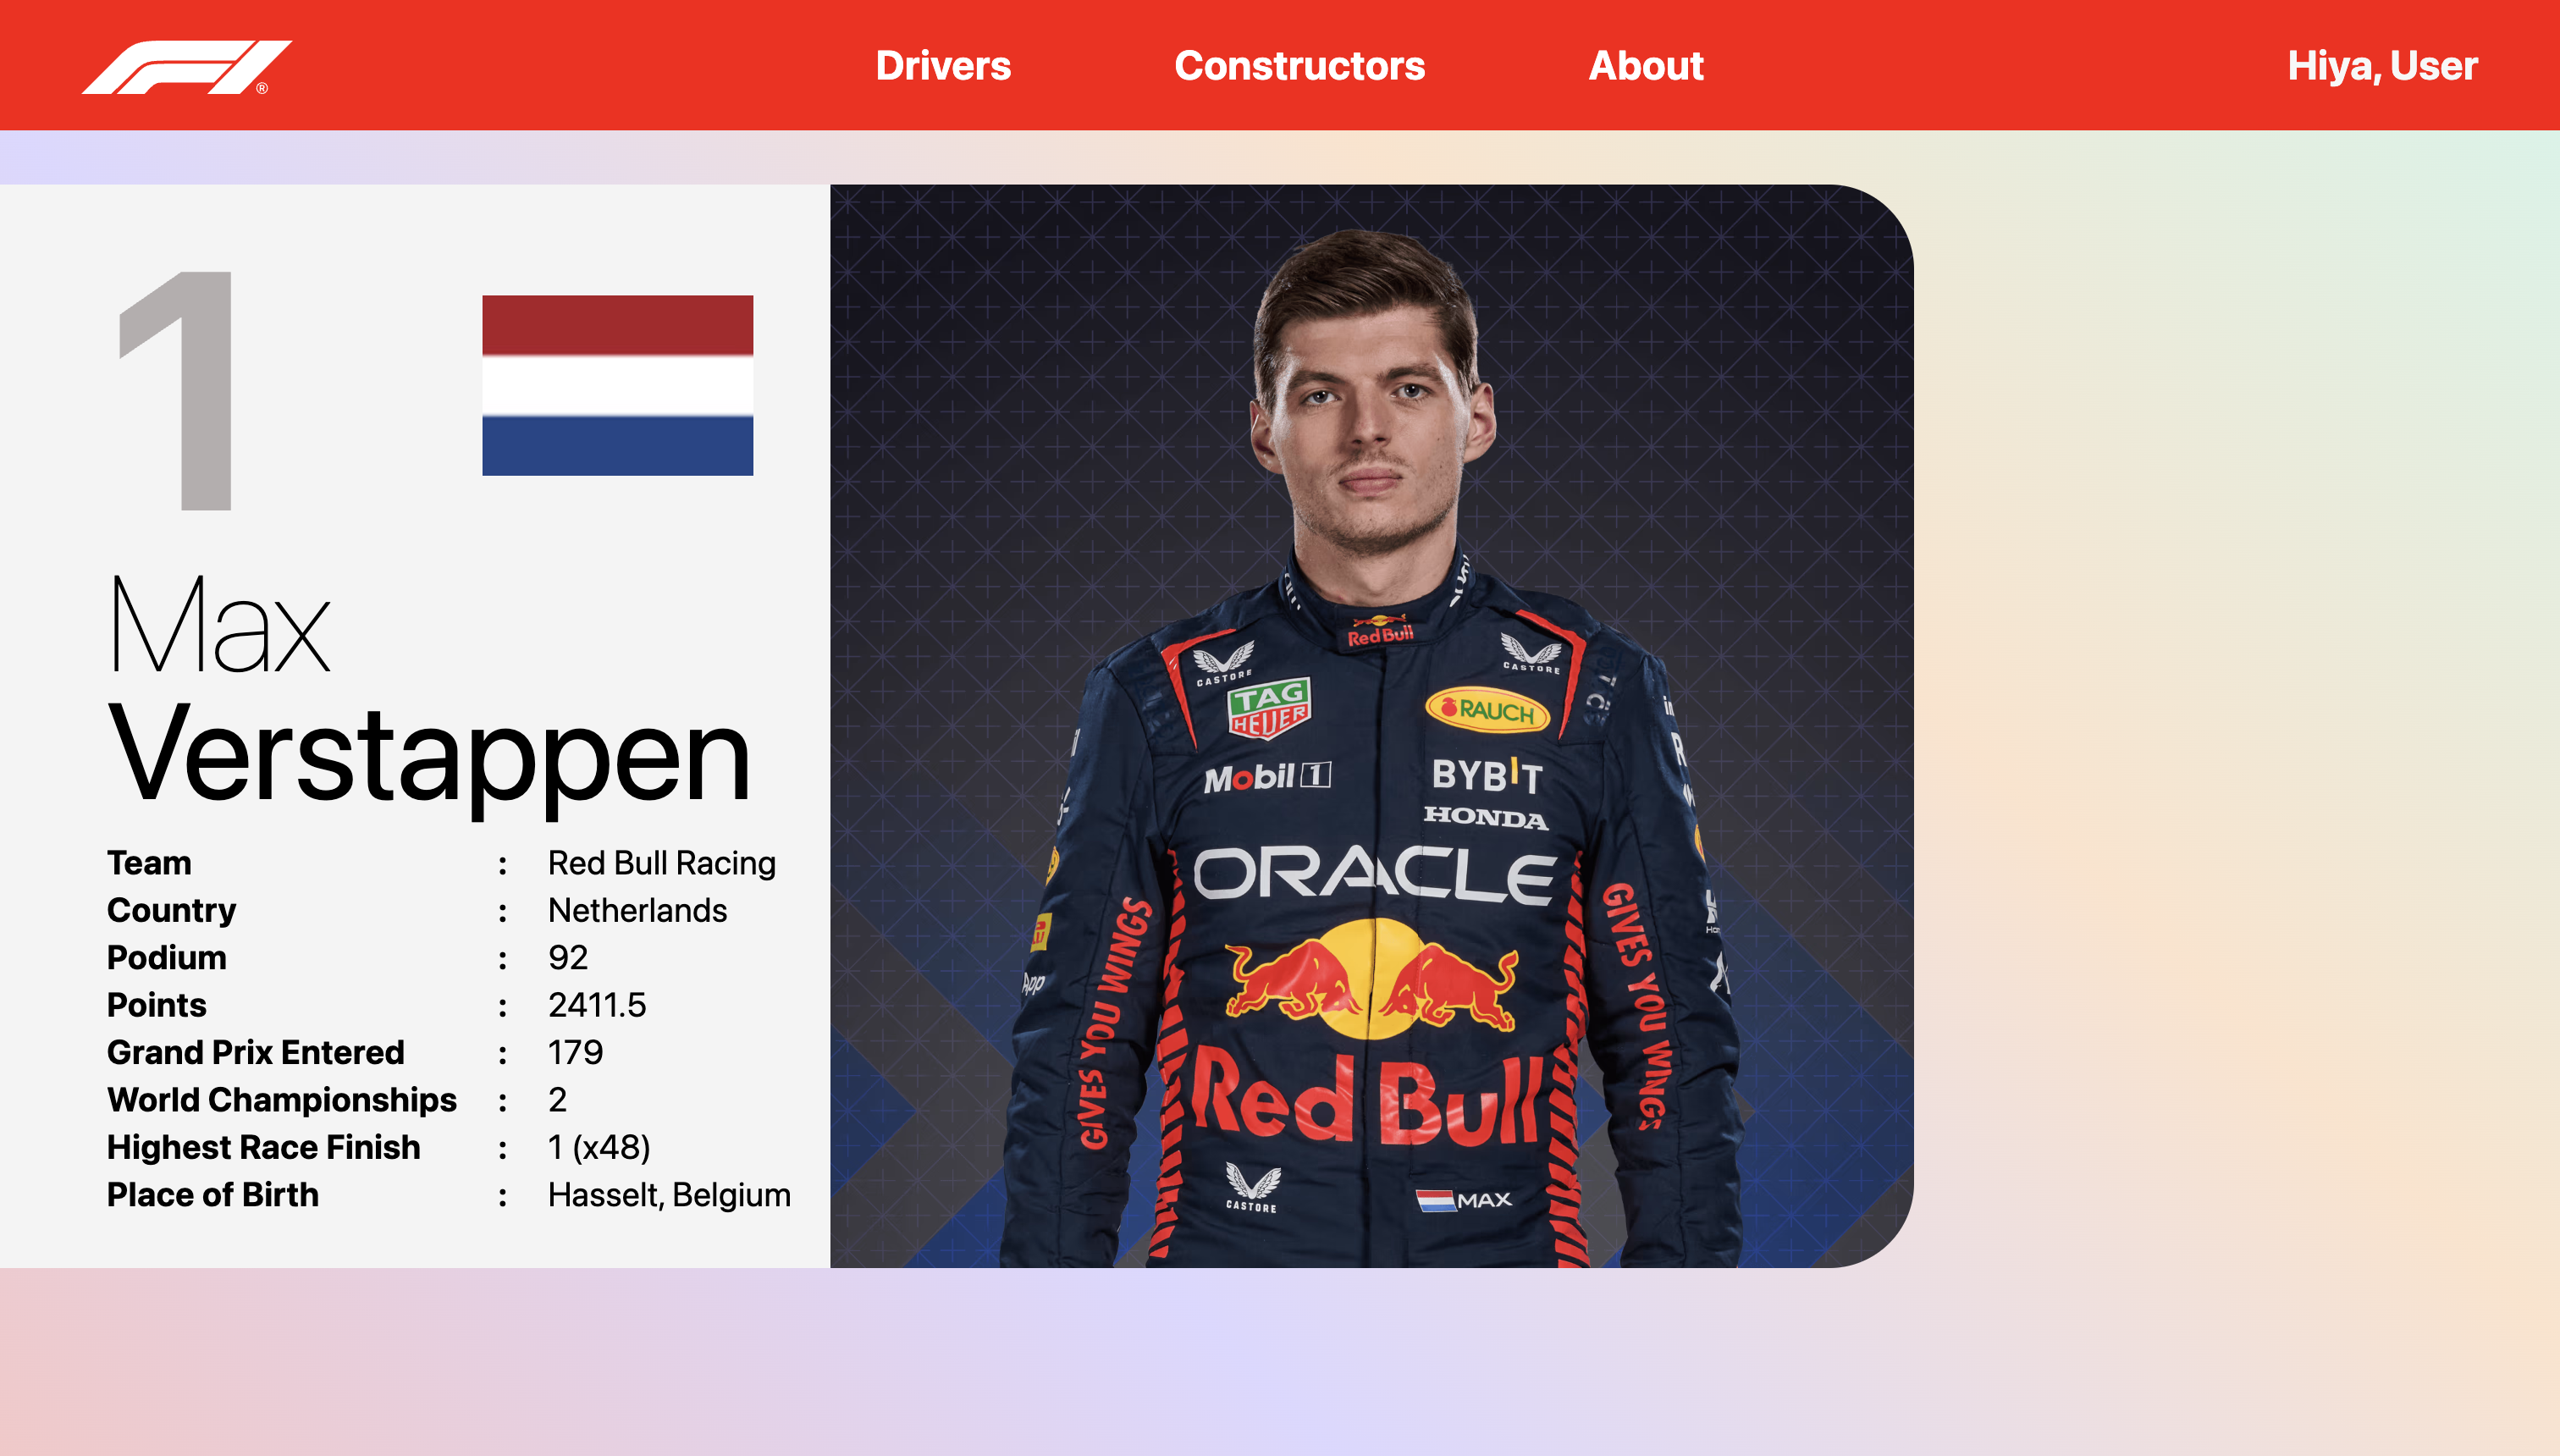 Drivers Constructors About Hiya, User
1
Max
Verstappen
Team : Red Bull Racing
Country : Netherlands
Podium : 92
Points : 2411.5
Grand Prix Entered : 179
World Championships : 2
Highest Race Finish : 1 (x48)
Place of Birth : Hasselt, Belgium
Red Bull
CASTORE
CASTORE
TAG
HEUER
RAUCH
Mobil 1
BYBIT
HONDA
ORACLE
GIVES YOU WINGS
GIVES YOU WINGS
Red Bull
CASTORE
MAX